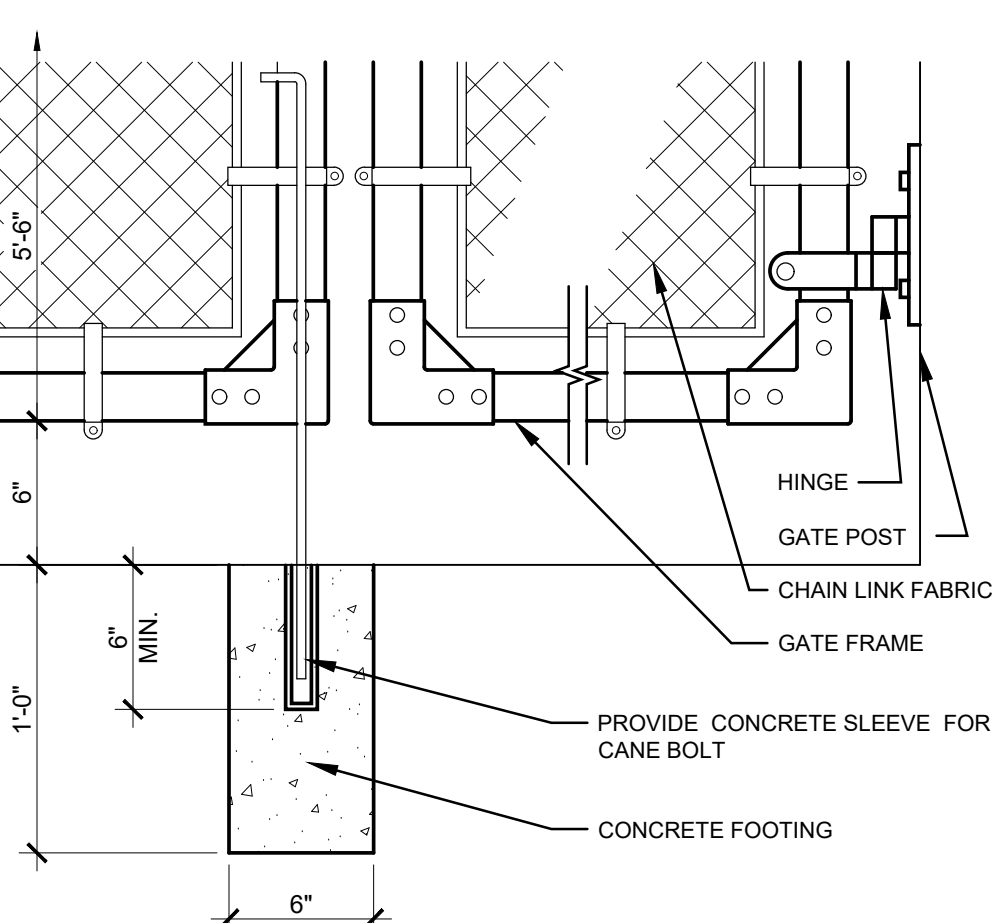 5'-6"
6"
1'-0"
6"
MIN.
6"
HINGE
GATE POST
CHAIN LINK FABRIC
GATE FRAME
PROVIDE CONCRETE SLEEVE FOR
CANE BOLT
CONCRETE FOOTING